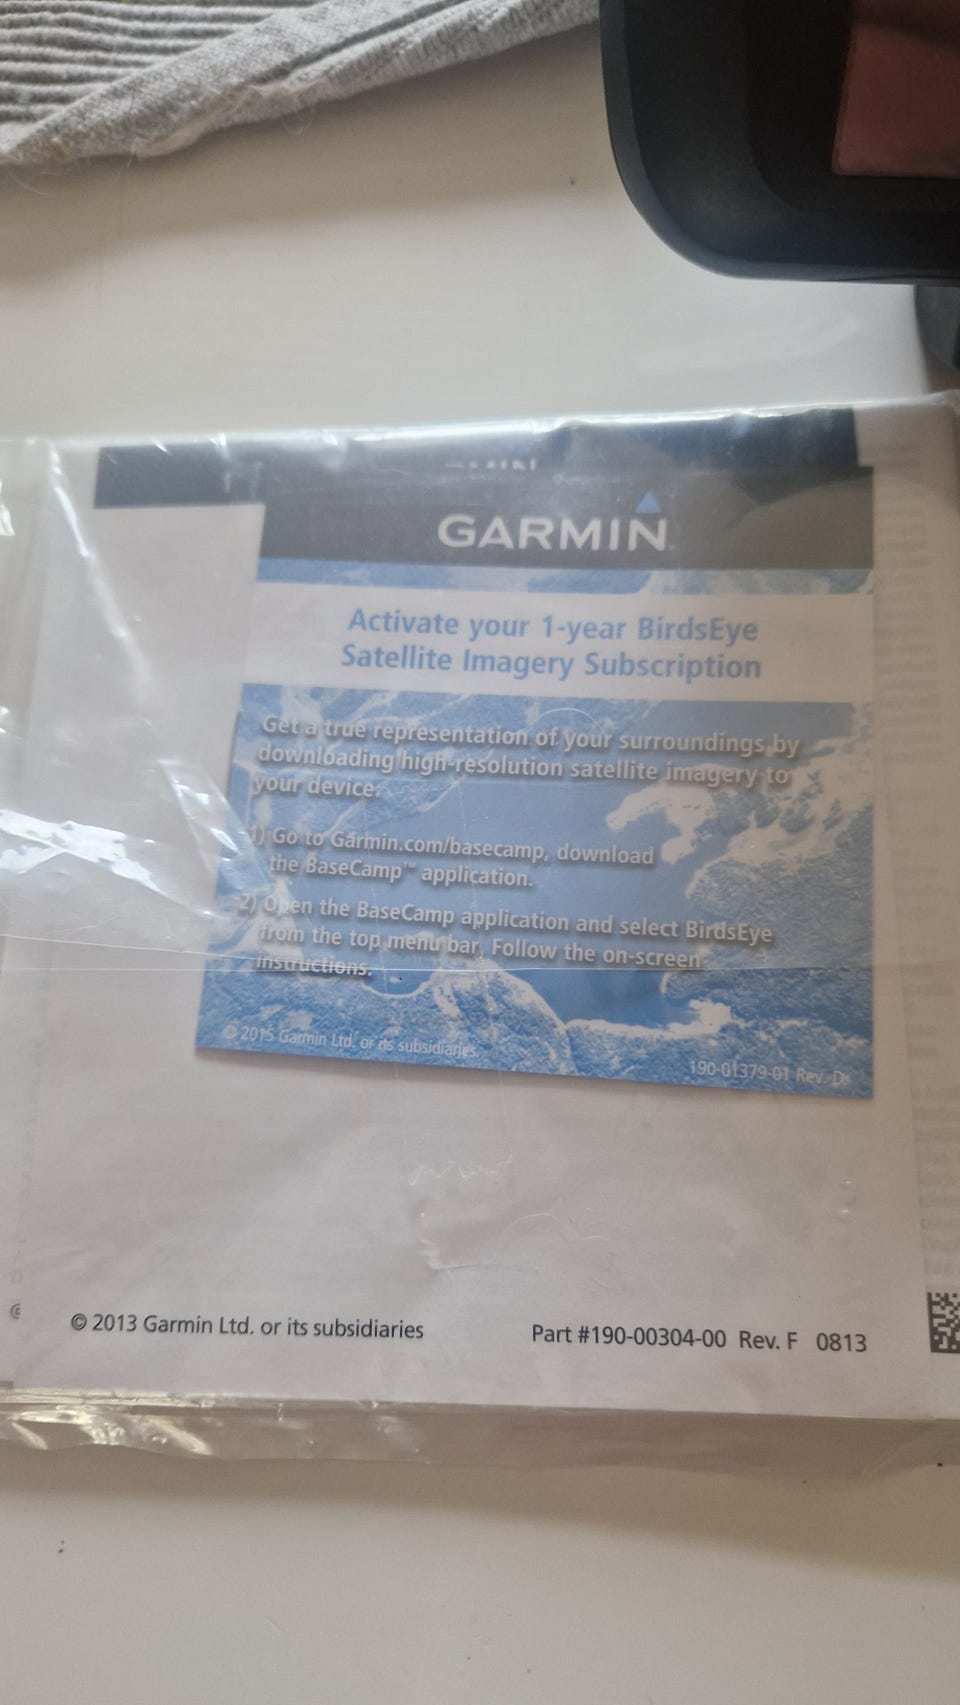 GARMIN
Activate your 1-year BirdsEye
Satellite Imagery Subscription
Get a true representation of your surroundings by
downloading high-resolution satellite imagery to
your device.
1) Go to Garmin.com/basecamp, download
the BaseCamp™ application.
2) Open the BaseCamp application and select BirdsEye
from the top menu bar. Follow the on-screen
instructions.
© 2015 Garmin Ltd. or its subsidiaries
190-01379-01 Rev. D
© 2013 Garmin Ltd. or its subsidiaries
Part #190-00304-00 Rev. F 0813